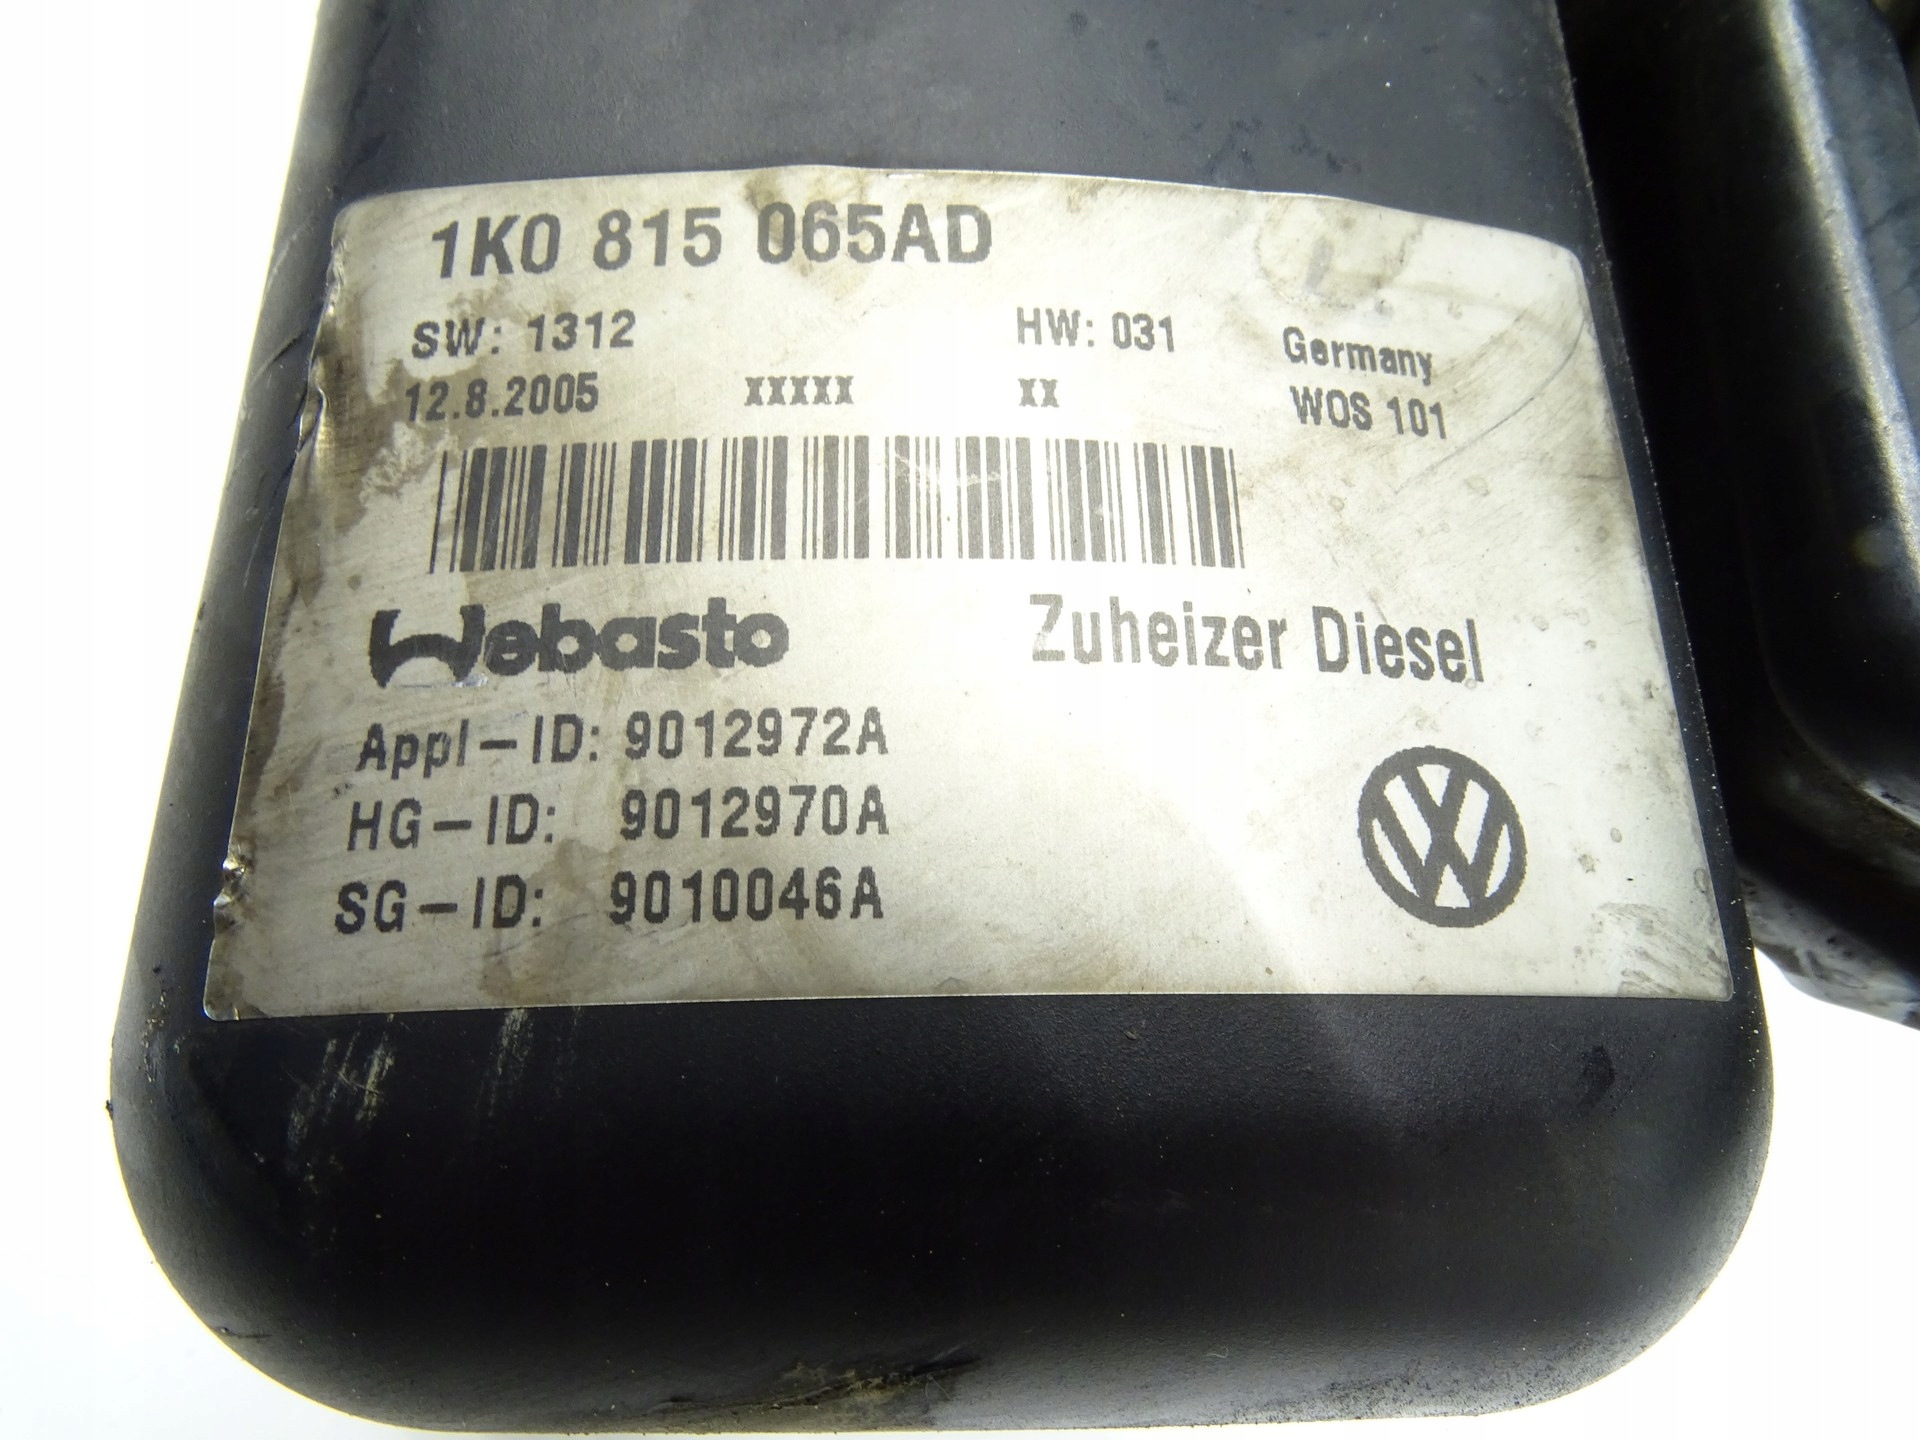 1K0 815 065AD
SW: 1312 HW: 031 Germany
12.8.2005 XXXXX XX WOS 101
Webasto Zuheizer Diesel
Appl-ID: 9012972A
HG-ID: 9012970A
SG-ID: 9010046A